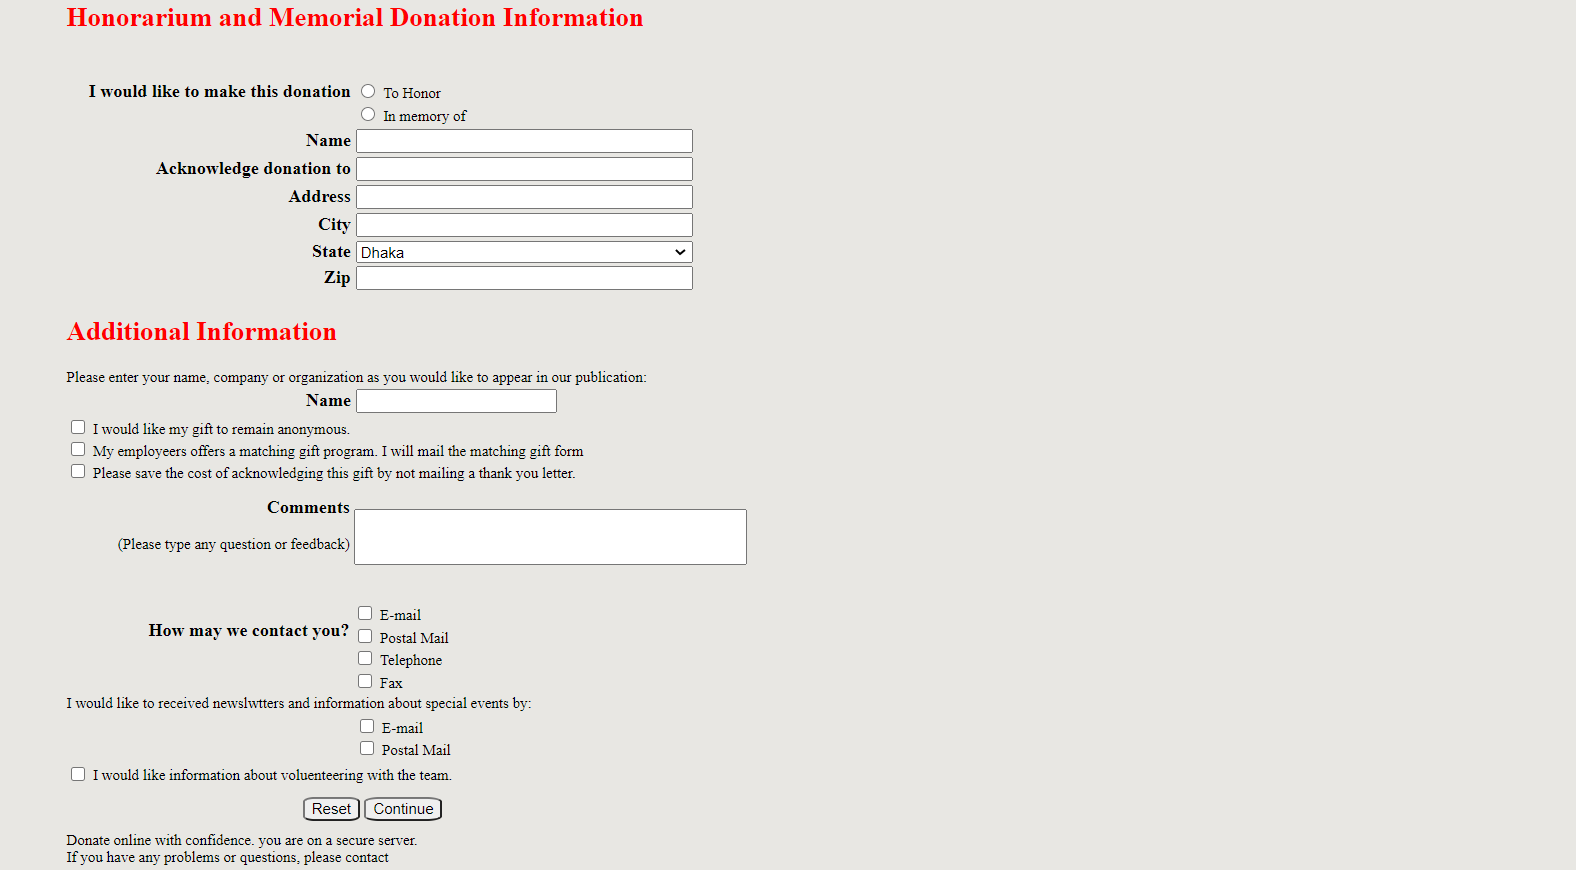 Honorarium and Memorial Donation Information
I would like to make this donation To Honor
In memory of
Name
Acknowledge donation to
Address
City
State Dhaka
Zip
Additional Information
Please enter your name, company or organization as you would like to appear in our publication:
Name
I would like my gift to remain anonymous.
My employeers offers a matching gift program. I will mail the matching gift form
Please save the cost of acknowledging this gift by not mailing a thank you letter.
Comments
(Please type any question or feedback)
E-mail
How may we contact you?
Postal Mail
Telephone
Fax
I would like to received newslwtters and information about special events by:
E-mail
Postal Mail
I would like information about voluenteering with the team.
Reset Continue
Donate online with confidence. you are on a secure server.
If you have any problems or questions, please contact